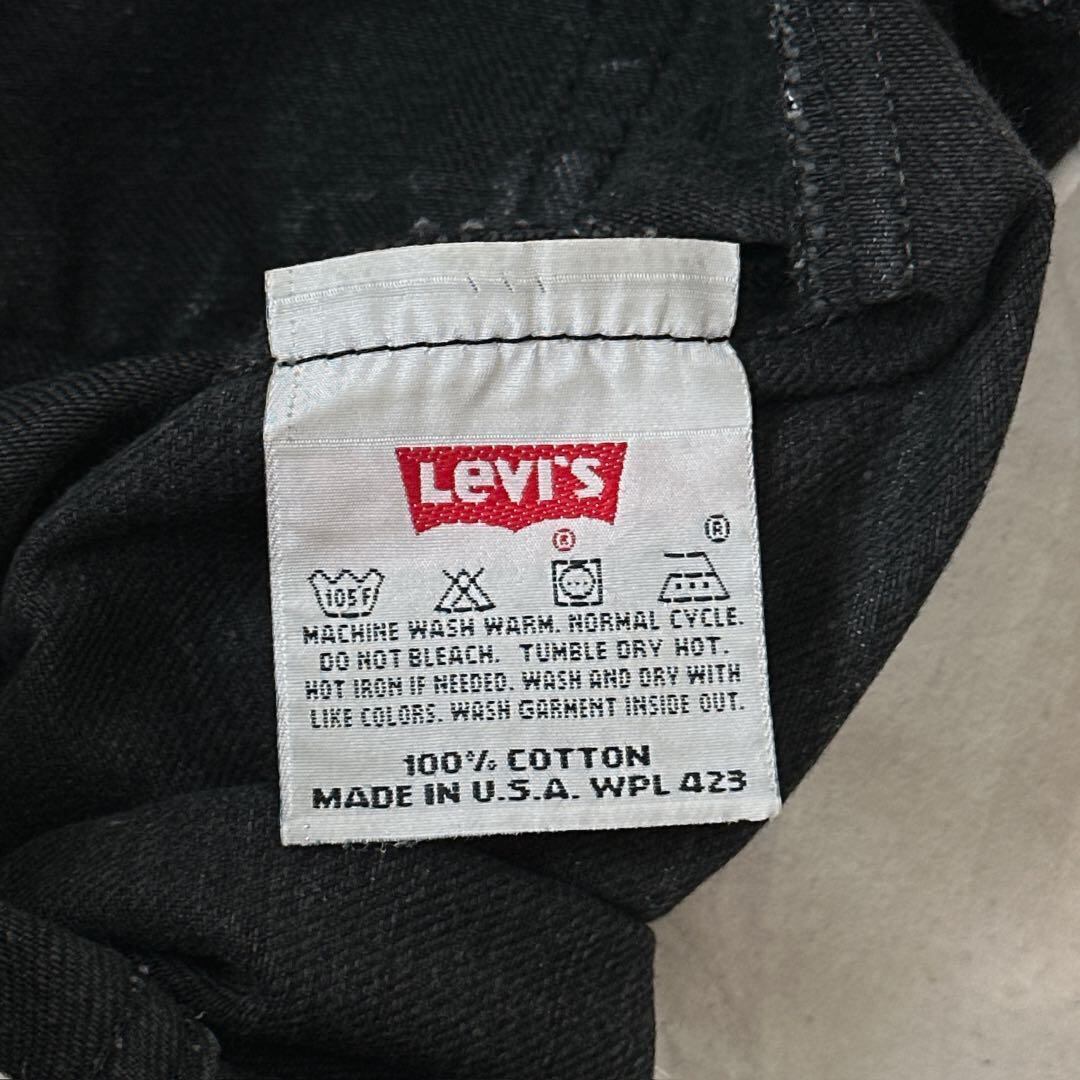 LEVI'S
®
®
105F
MACHINE WASH WARM. NORMAL CYCLE.
DO NOT BLEACH. TUMBLE DRY HOT.
HOT IRON IF NEEDED. WASH AND DRY WITH
LIKE COLORS. WASH GARMENT INSIDE OUT.
100% COTTON
MADE IN U.S.A. WPL 423